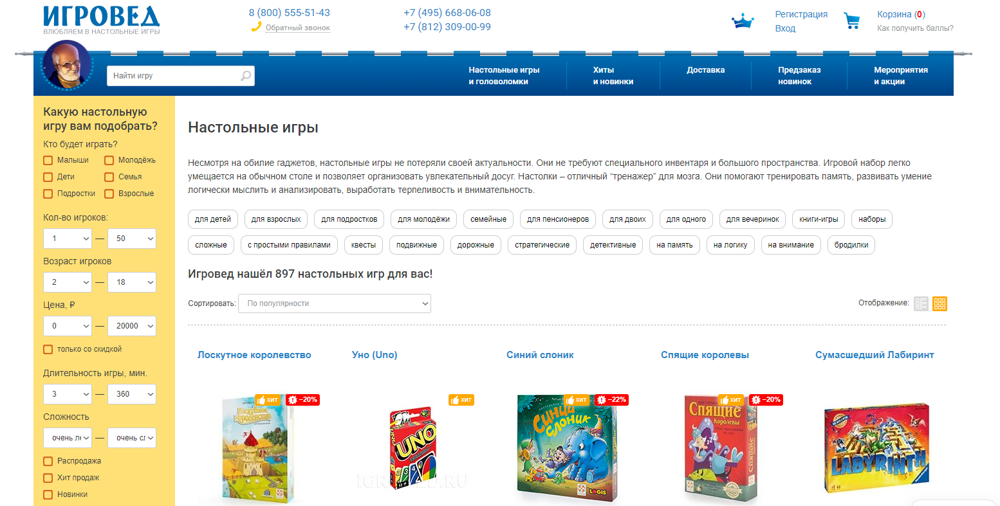 ИГРОВЕД
ВЛЮБЛЯЕМ В НАСТОЛЬНЫЕ ИГРЫ
8 (800) 555-51-43
Обратный звонок
+7 (495) 668-06-08
+7 (812) 309-00-99
Регистрация
Вход
Корзина (0)
Как получить баллы?
Найти игру
Настольные игры
и головоломки
Хиты
и новинки
Доставка
Предзаказ
новинок
Мероприятия
и акции
Какую настольную
игру вам подобрать?
Кто будет играть?
Малыши Молодёжь
Дети Семья
Подростки Взрослые
Кол-во игроков:
1 — 50
Возраст игроков
2 — 18
Цена, ₽
0 — 20000
только со скидкой
Длительность игры, мин.
3 — 360
Сложность
очень ле — очень сл
Распродажа
Хит продаж
Новинки
Настольные игры
Несмотря на обилие гаджетов, настольные игры не потеряли своей актуальности. Они не требуют специального инвентаря и большого пространства. Игровой набор легко
умещается на обычном столе и позволяет организовать увлекательный досуг. Настолки – отличный “тренажер” для мозга. Они помогают тренировать память, развивать умение
логически мыслить и анализировать, выработать терпеливость и внимательность.
для детей для взрослых для подростков для молодёжи семейные для пенсионеров для двоих для одного для вечеринок книги-игры наборы
сложные с простыми правилами квесты подвижные дорожные стратегические детективные на память на логику на внимание бродилки
Игровед нашёл 897 настольных игр для вас!
Сортировать: По популярности
Отображение:
Лоскутное королевство
Уно (Uno)
Синий слоник
Спящие королевы
Сумасшедший Лабиринт
ХИТ –20%
Лоскутное
Королевство
ХИТ
UNO
IGROVED.RU
ХИТ –22%
Синий
слоник
LOGIS
ХИТ –20%
Спящие
Королевы
LABYRINTH